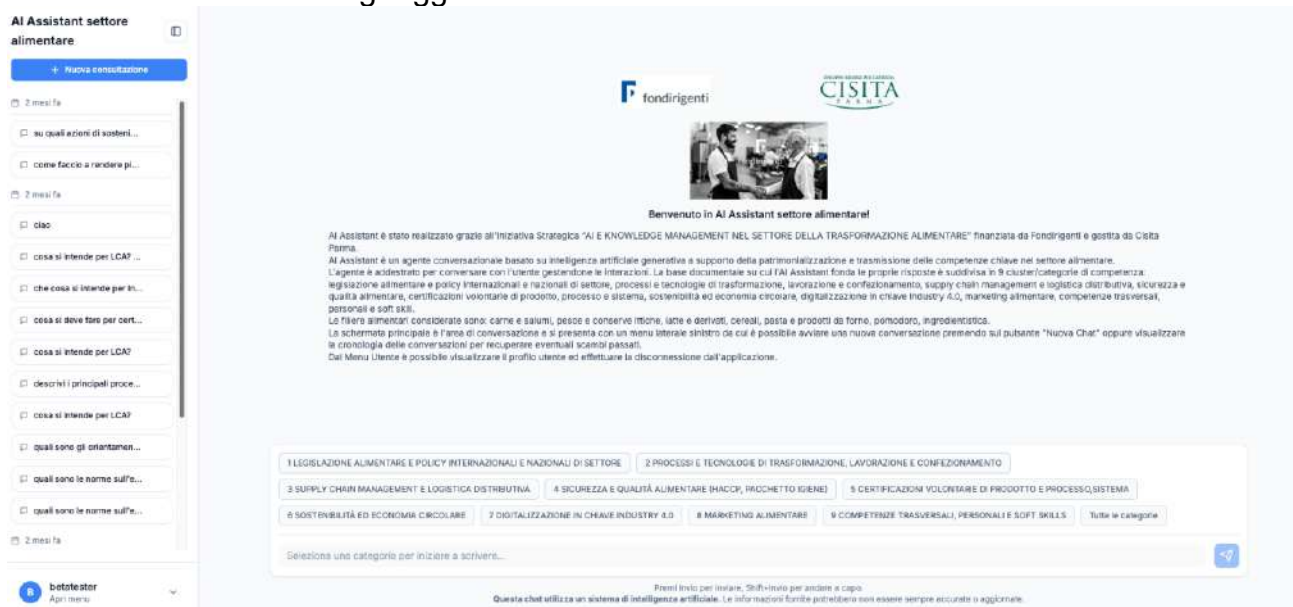 AI Assistant settore
alimentare
+ Nuova consultazione
2 mesi fa
su quali azioni di sosteni...
come faccio a rendere pi...
2 mesi fa
ciao
cosa si intende per LCA? ...
che cosa si intende per in...
cosa si deve fare per cert...
cosa si intende per LCA?
descrivi i principali proce...
cosa si intende per LCA?
quali sono gli orientamen...
quali sono le norme sull'e...
quali sono le norme sull'e...
2 mesi fa
B
betatester
Apri menu
fondirigenti
CISITA
PARMA
Benvenuto in AI Assistant settore alimentare!
AI Assistant è stato realizzato grazie all'iniziativa Strategica "AI E KNOWLEDGE MANAGEMENT NEL SETTORE DELLA TRASFORMAZIONE ALIMENTARE" finanziata da Fondirigenti e gestita da Cisita
Parma.
AI Assistant è un agente conversazionale basato su intelligenza artificiale generativa a supporto della patrimonializzazione e trasmissione delle competenze chiave nel settore alimentare.
L'agente è addestrato per conversare con l'utente gestendone le interazioni. La base documentale su cui l'AI Assistant fonda le proprie risposte è suddivisa in 9 cluster/categorie di competenza:
legislazione alimentare e policy internazionali e nazionali di settore, processi e tecnologie di trasformazione, lavorazione e confezionamento, supply chain management e logistica distributiva, sicurezza e
qualità alimentare, certificazioni volontarie di prodotto, processo e sistema, sostenibilità ed economia circolare, digitalizzazione in chiave Industry 4.0, marketing alimentare, competenze trasversali,
personali e soft skill.
Le filiere alimentari considerate sono: carne e salumi, pesce e conserve ittiche, latte e derivati, cereali, pasta e prodotti da forno, pomodoro, ingredientistica.
La schermata principale è l'area di conversazione e si presenta con un menu laterale sinistro da cui è possibile avviare una nuova conversazione premendo sul pulsante "Nuova Chat" oppure visualizzare
la cronologia delle conversazioni per recuperare eventuali scambi passati.
Dal Menu Utente è possibile visualizzare il profilo utente ed effettuare la disconnessione dall'applicazione.
1 LEGISLAZIONE ALIMENTARE E POLICY INTERNAZIONALI E NAZIONALI DI SETTORE 2 PROCESSI E TECNOLOGIE DI TRASFORMAZIONE, LAVORAZIONE E CONFEZIONAMENTO
3 SUPPLY CHAIN MANAGEMENT E LOGISTICA DISTRIBUTIVA 4 SICUREZZA E QUALITÀ ALIMENTARE (HACCP, PACCHETTO IGIENE) 5 CERTIFICAZIONI VOLONTARIE DI PRODOTTO E PROCESSO,SISTEMA
6 SOSTENIBILITÀ ED ECONOMIA CIRCOLARE 7 DIGITALIZZAZIONE IN CHIAVE INDUSTRY 4.0 8 MARKETING ALIMENTARE 9 COMPETENZE TRASVERSALI, PERSONALI E SOFT SKILLS Tutte le categorie
Seleziona una categoria per iniziare a scrivere...
Premi Invio per inviare, Shift+Invio per andare a capo
Questa chat utilizza un sistema di intelligenza artificiale. Le informazioni fornite potrebbero non essere sempre accurate o aggiornate.